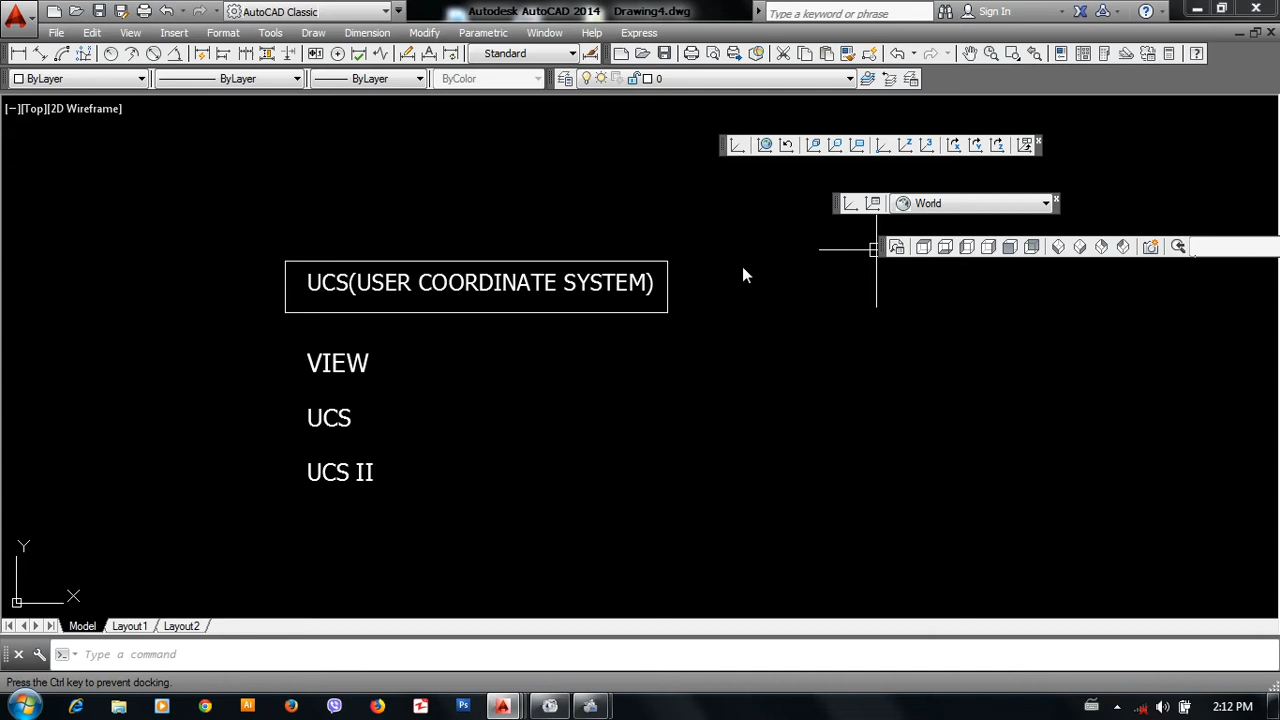 AutoCAD Classic
Autodesk AutoCAD 2014 Drawing4.dwg
Type a keyword or phrase
Sign In
File Edit View Insert Format Tools Draw Dimension Modify Parametric Window Help Express
Standard
ByLayer ByLayer ByLayer ByColor 0
[−][Top][2D Wireframe]
World
UCS(USER COORDINATE SYSTEM)
VIEW
UCS
UCS II
Y
X
Model Layout1 Layout2
Type a command
Press the Ctrl key to prevent docking.
2:12 PM